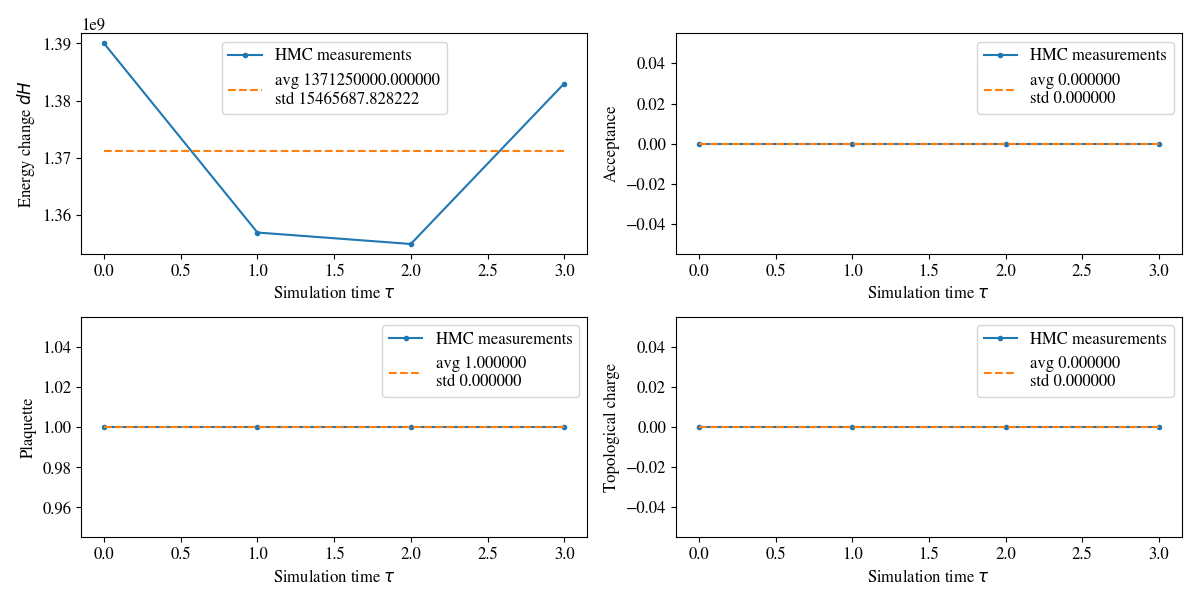 1e9
1.39
1.38
1.37
1.36
Energy change dH
HMC measurements
avg 1371250000.000000
std 15465687.828222
0.0 0.5 1.0 1.5 2.0 2.5 3.0
Simulation time τ
0.04
0.02
0.00
−0.02
−0.04
Acceptance
HMC measurements
avg 0.000000
std 0.000000
0.0 0.5 1.0 1.5 2.0 2.5 3.0
Simulation time τ
1.04
1.02
1.00
0.98
0.96
Plaquette
HMC measurements
avg 1.000000
std 0.000000
0.0 0.5 1.0 1.5 2.0 2.5 3.0
Simulation time τ
0.04
0.02
0.00
−0.02
−0.04
Topological charge
HMC measurements
avg 0.000000
std 0.000000
0.0 0.5 1.0 1.5 2.0 2.5 3.0
Simulation time τ